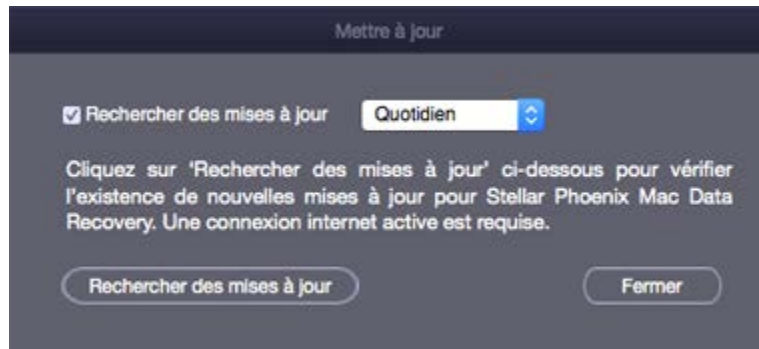 Mettre à jour
Rechercher des mises à jour Quotidien
Cliquez sur 'Rechercher des mises à jour' ci-dessous pour vérifier
l'existence de nouvelles mises à jour pour Stellar Phoenix Mac Data
Recovery. Une connexion internet active est requise.
Rechercher des mises à jour Fermer